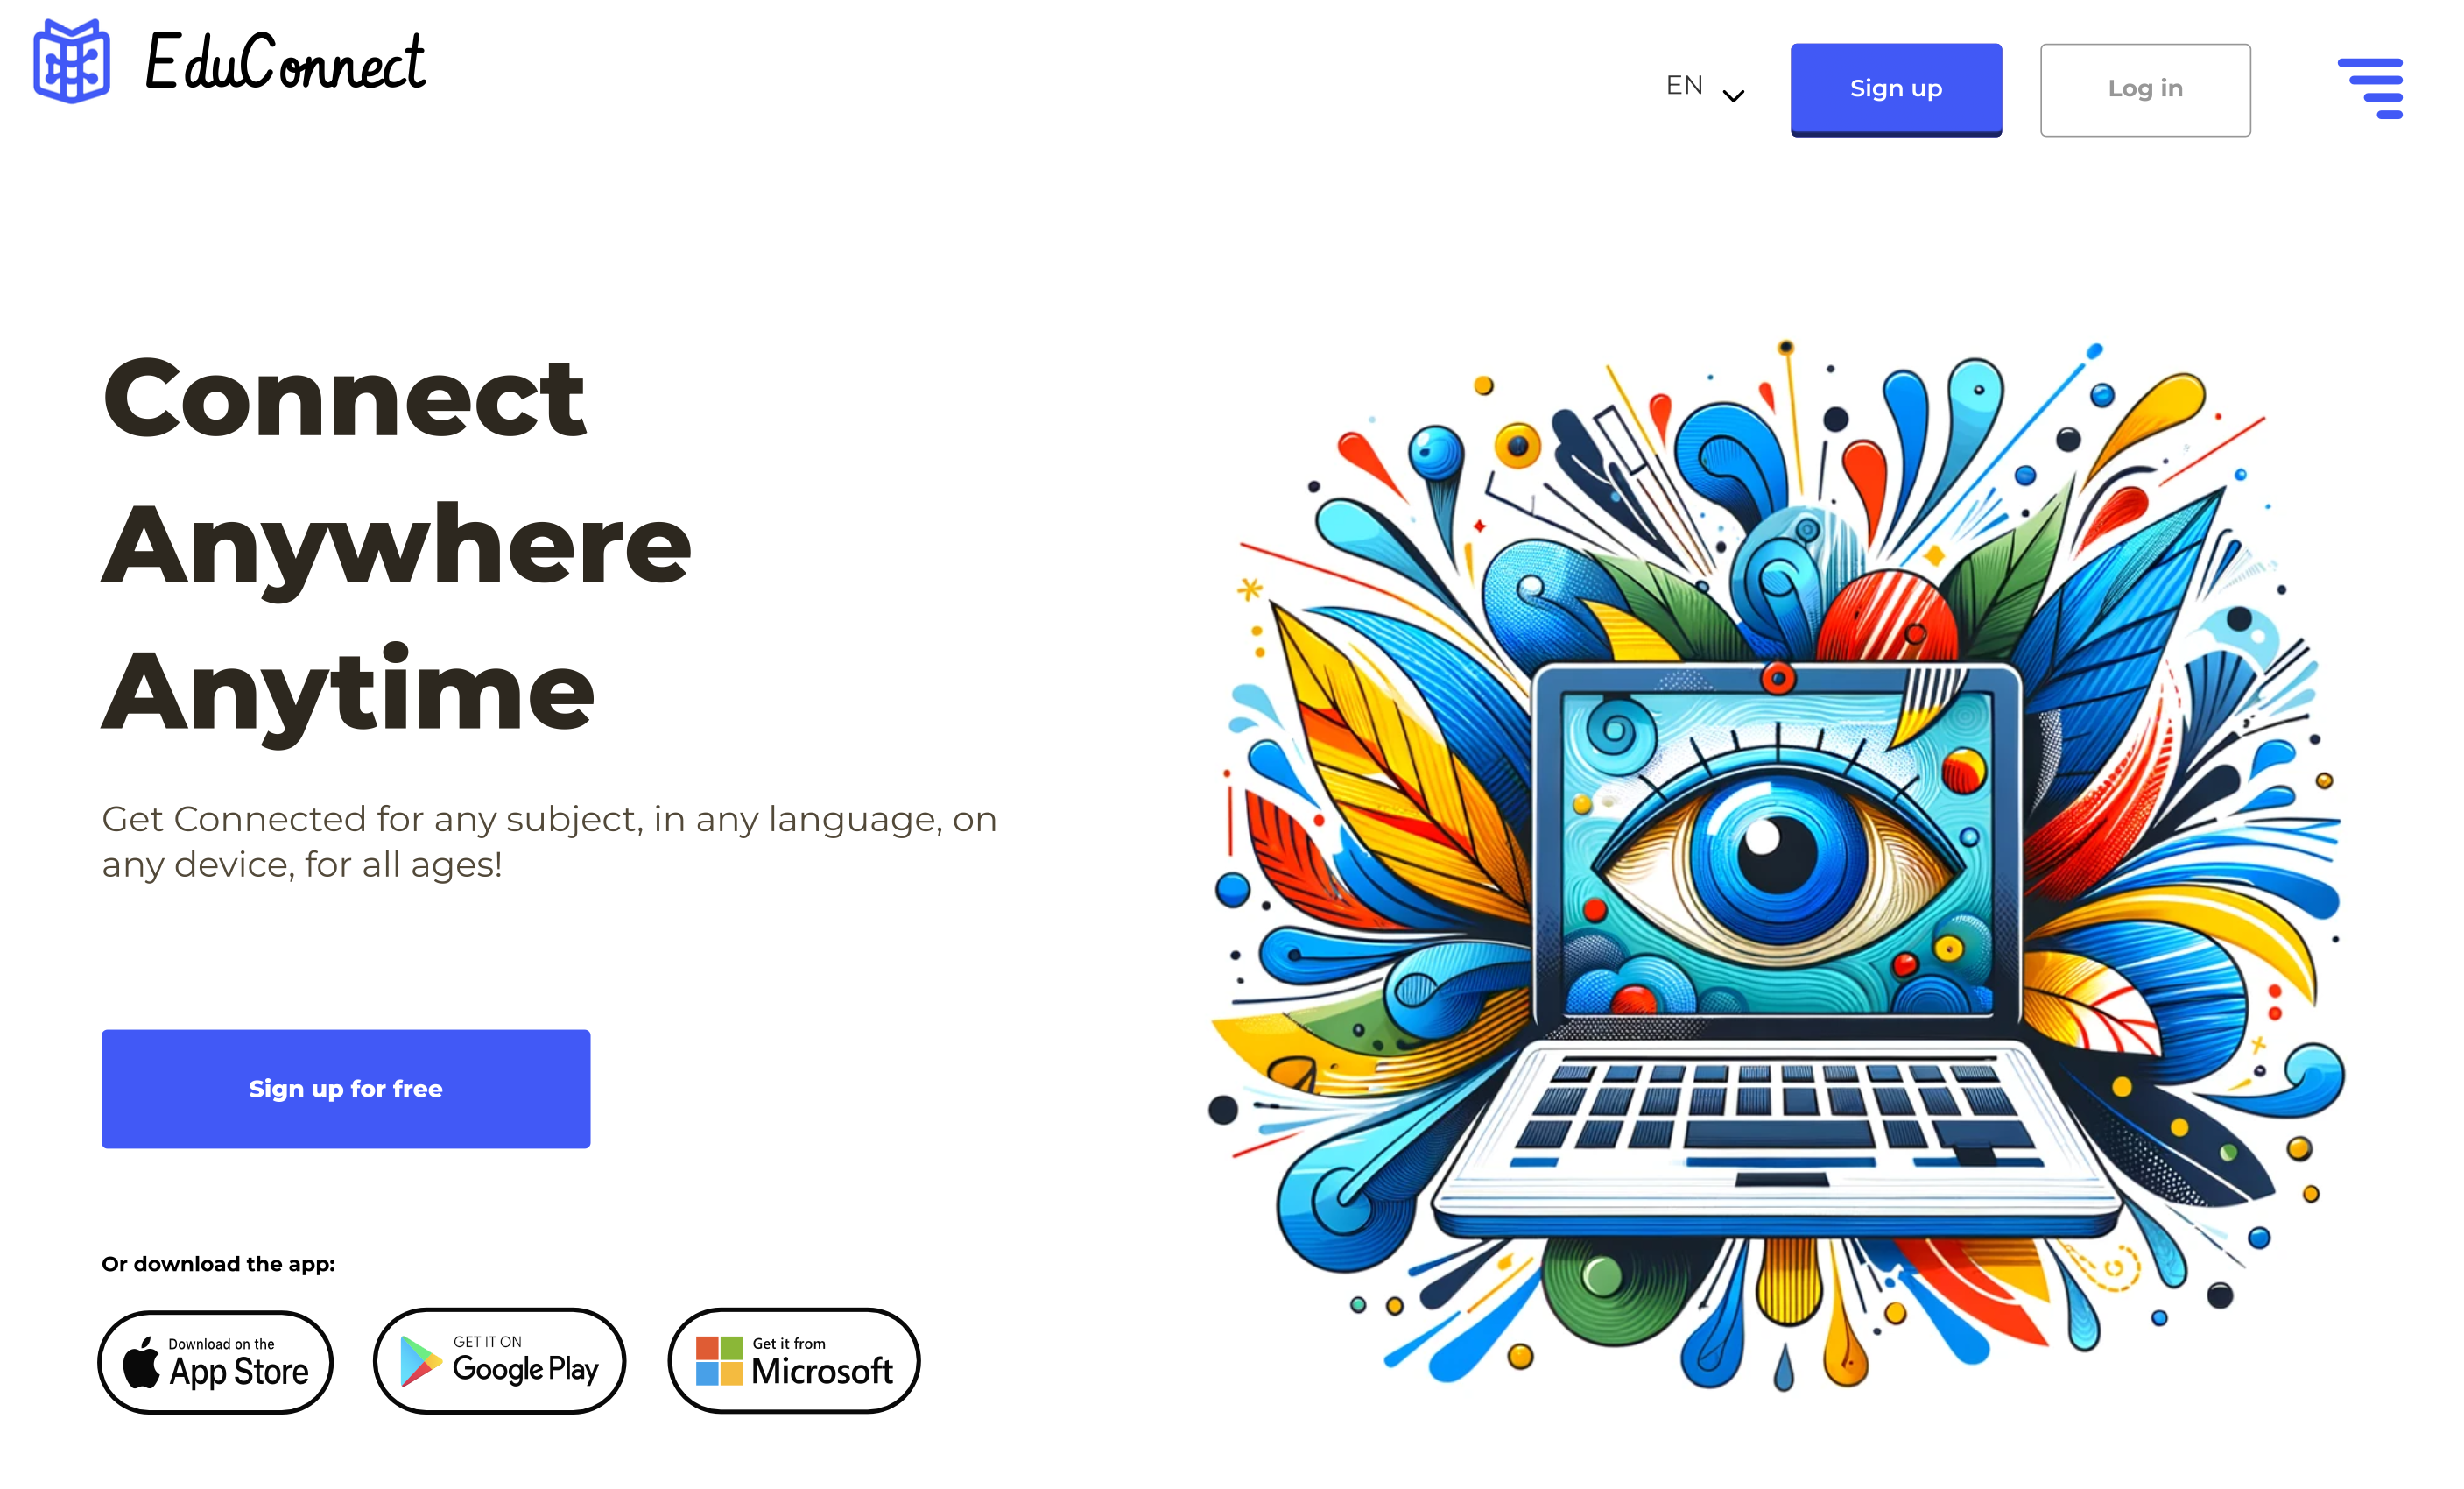 EduConnect
EN
Sign up
Log in
Connect
Anywhere
Anytime
Get Connected for any subject, in any language, on
any device, for all ages!
Sign up for free
Or download the app:
Download on the
App Store
GET IT ON
Google Play
Get it from
Microsoft